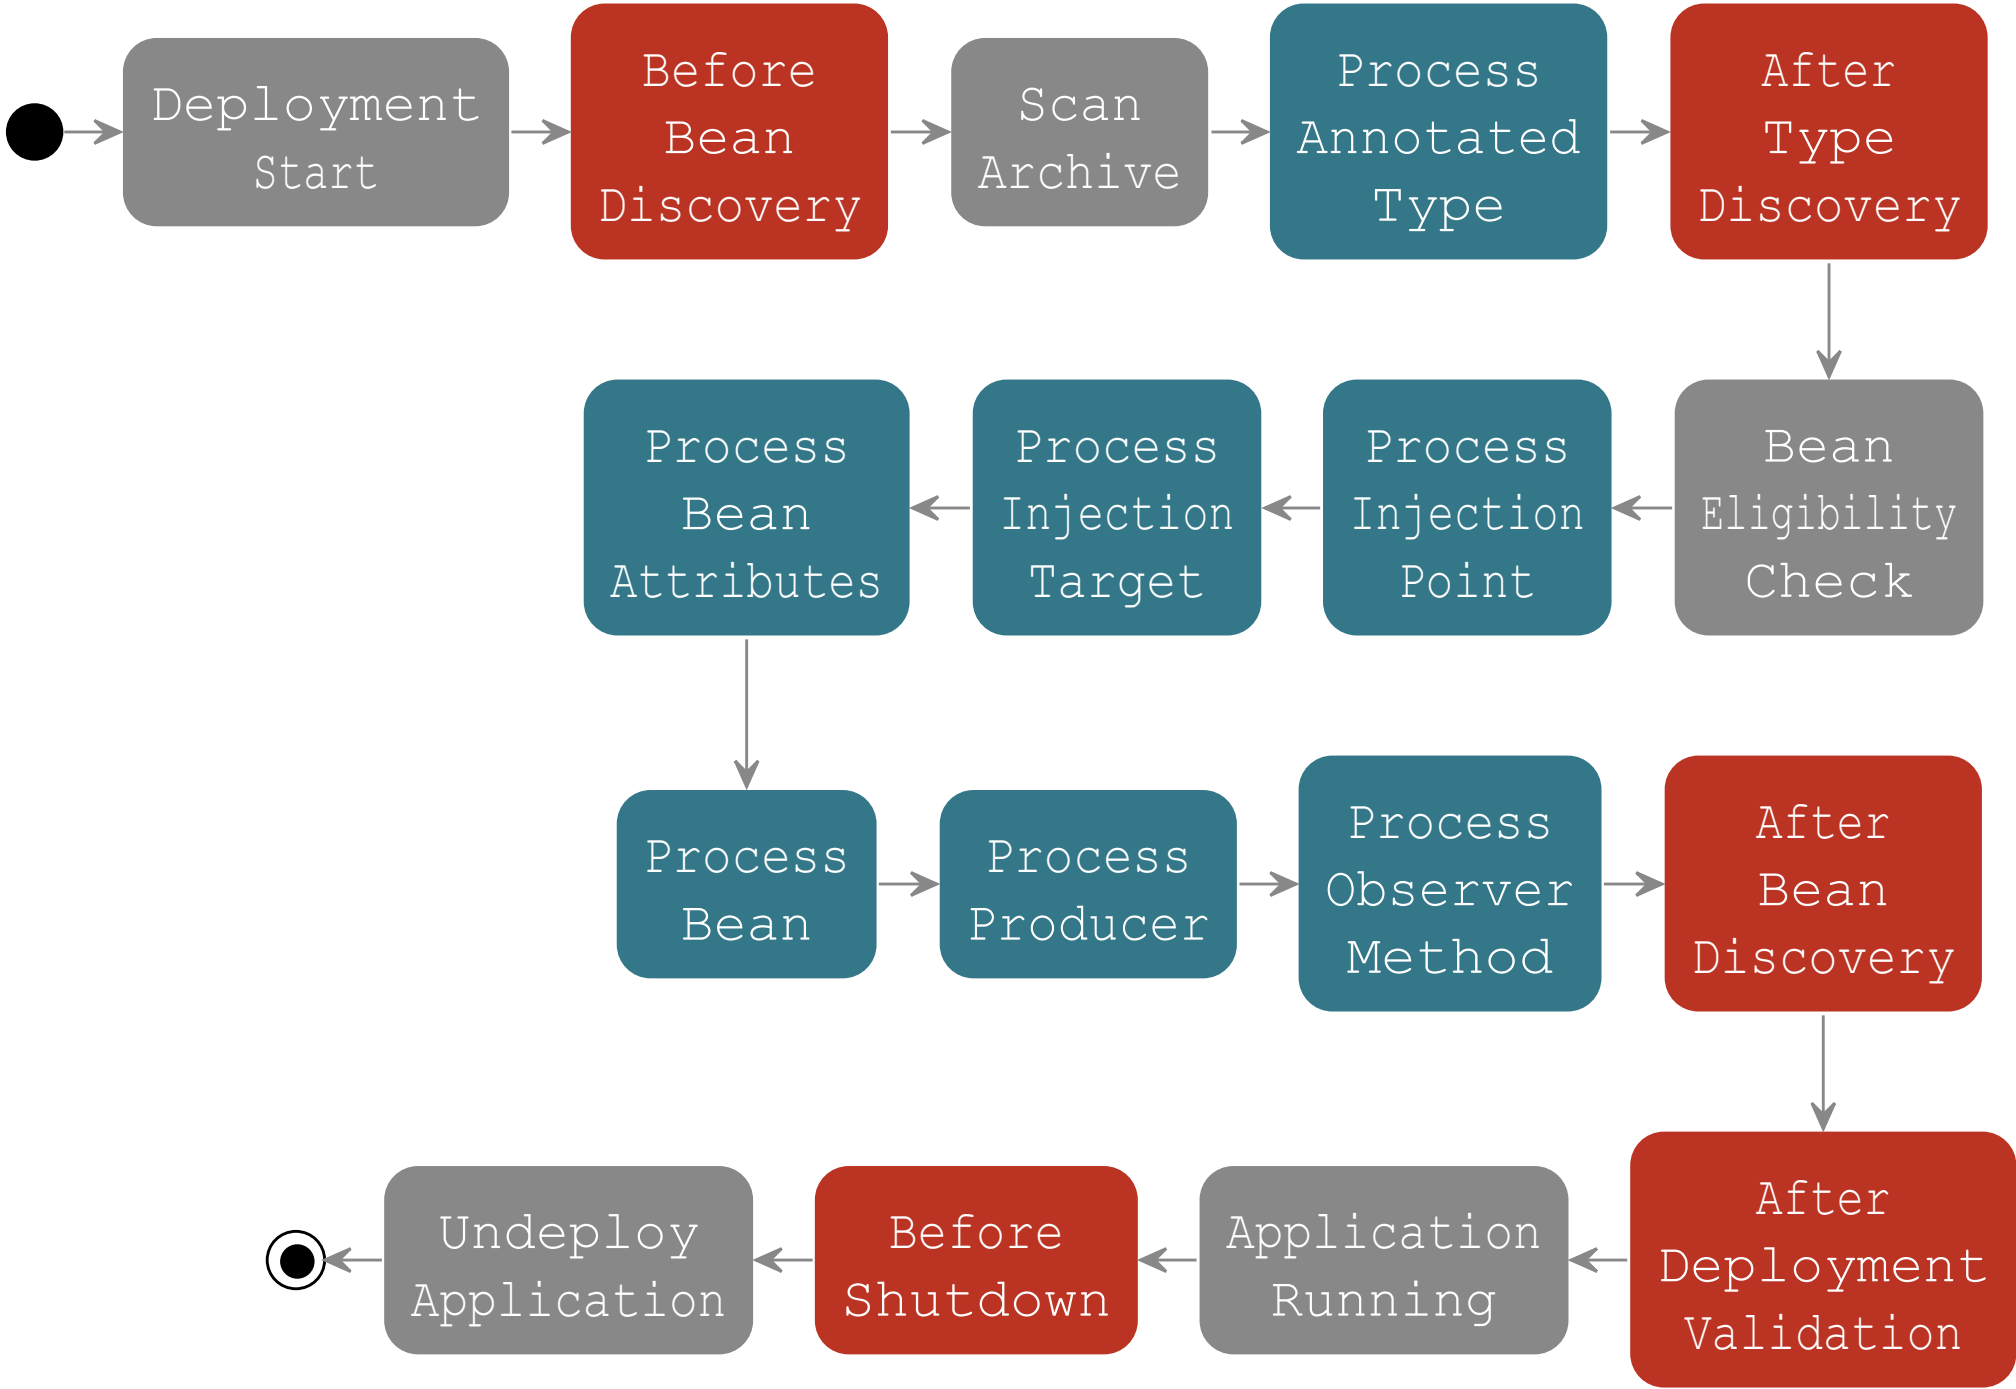 Deployment
Start
Before
Bean
Discovery
Scan
Archive
Process
Annotated
Type
After
Type
Discovery
Bean
Eligibility
Check
Process
Injection
Point
Process
Injection
Target
Process
Bean
Attributes
Process
Bean
Process
Producer
Process
Observer
Method
After
Bean
Discovery
After
Deployment
Validation
Application
Running
Before
Shutdown
Undeploy
Application